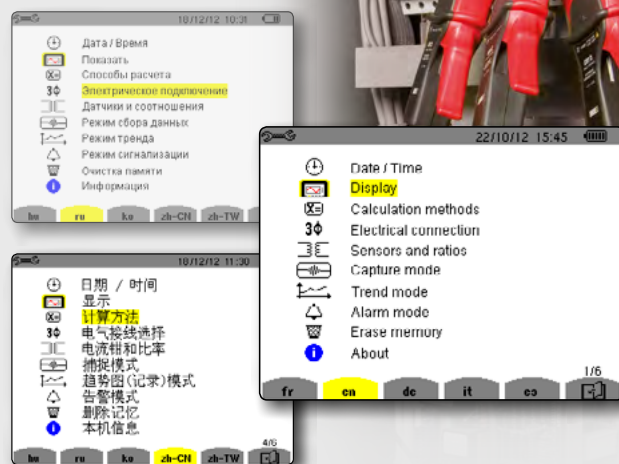 10/12/12 10:31
Дата / Время
Показать
Способы расчета
3Φ Электрическое подключение
Датчики и соотношения
Режим сбора данных
Режим тренда
Режим сигнализации
Очистка памяти
Информация
hu ru ko zh-CN zh-TW
22/10/12 15:45
Date / Time
Display
Calculation methods
3Φ Electrical connection
Sensors and ratios
Capture mode
Trend mode
Alarm mode
Erase memory
About
1/6
fr en de it es
10/12/12 11:00
日期 / 时间
显示
计算方法
3Φ 电气接线选择
电流钳和比率
捕捉模式
趋势图(记录)模式
告警模式
删除记忆
本机信息
4/6
hu ru ko zh-CN zh-TW